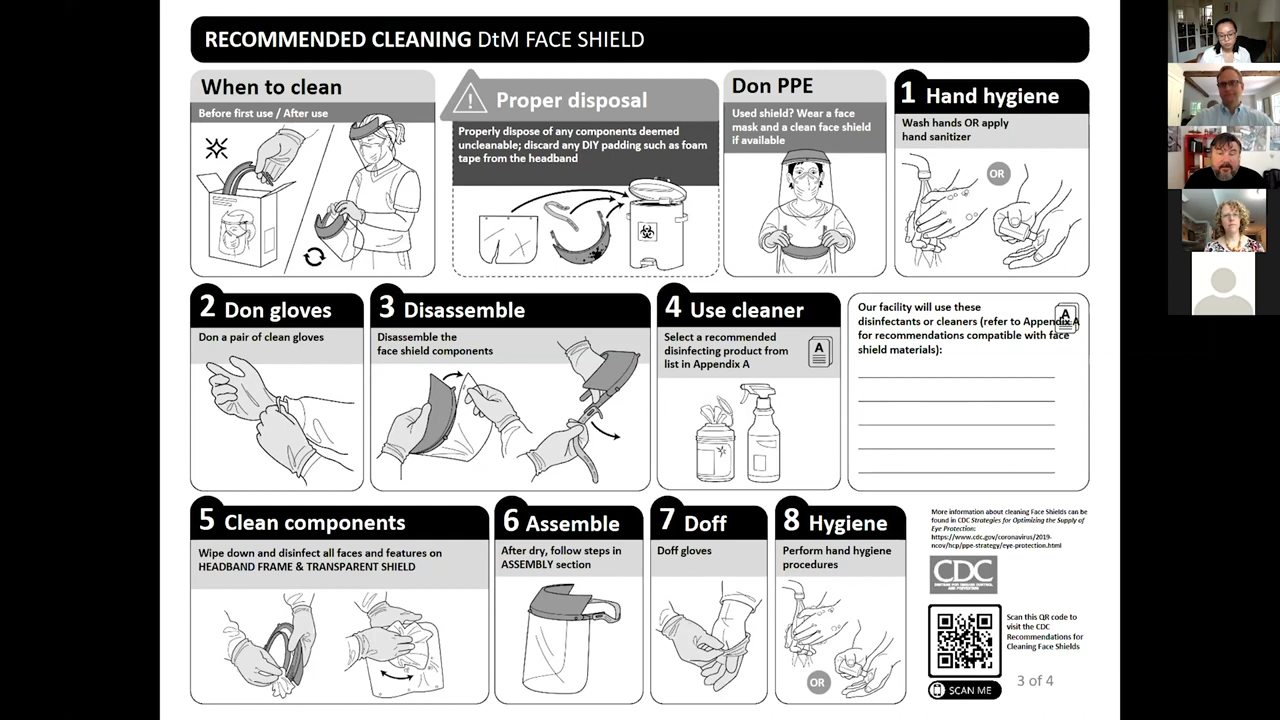 RECOMMENDED CLEANING DtM FACE SHIELD
When to clean
Before first use / After use
Proper disposal
Properly dispose of any components deemed
uncleanable; discard any DIY padding such as foam
tape from the headband
Don PPE
Used shield? Wear a face
mask and a clean face shield
if available
1 Hand hygiene
Wash hands OR apply
hand sanitizer
OR
2 Don gloves
Don a pair of clean gloves
3 Disassemble
Disassemble the
face shield components
4 Use cleaner
Select a recommended
disinfecting product from
list in Appendix A
A
Our facility will use these
disinfectants or cleaners (refer to Appendix A
for recommendations compatible with face
shield materials):
A
5 Clean components
Wipe down and disinfect all faces and features on
HEADBAND FRAME & TRANSPARENT SHIELD
6 Assemble
After dry, follow steps in
ASSEMBLY section
7 Doff
Doff gloves
8 Hygiene
Perform hand hygiene
procedures
OR
More information about cleaning Face Shields can be
found in CDC Strategies for Optimizing the Supply of
Eye Protection:
https://www.cdc.gov/coronavirus/2019-
ncov/hcp/ppe-strategy/eye-protection.html
CDC
CENTERS FOR DISEASE CONTROL
AND PREVENTION
Scan this QR code to
visit the CDC
Recommendations for
Cleaning Face Shields
SCAN ME
3 of 4